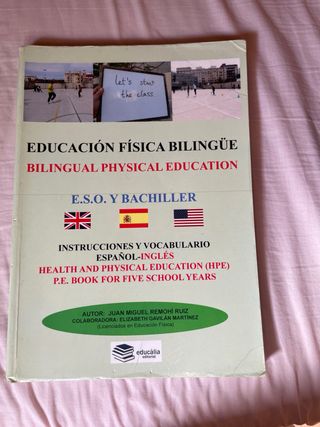 let's start
the class
EDUCACIÓN FÍSICA BILINGÜE
BILINGUAL PHYSICAL EDUCATION
E.S.O. Y BACHILLER
INSTRUCCIONES Y VOCABULARIO
ESPAÑOL-INGLÉS
HEALTH AND PHYSICAL EDUCATION (HPE)
P.E. BOOK FOR FIVE SCHOOL YEARS
AUTOR: JUAN MIGUEL REMOHÍ RUIZ
COLABORADORA: ELIZABETH GAVILÁN MARTÍNEZ
(Licenciados en Educación Física)
educàlia
editorial